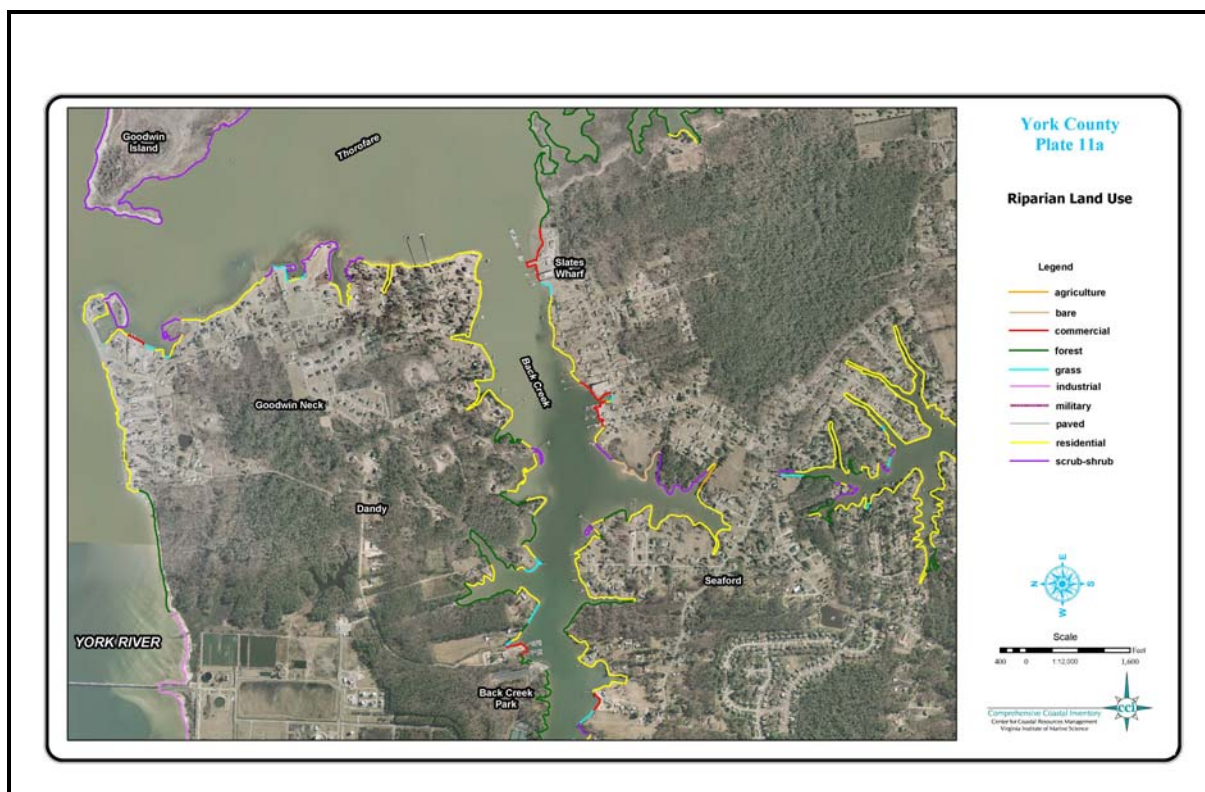 York County
Plate 11a
Riparian Land Use
Legend
agriculture
bare
commercial
forest
grass
industrial
military
paved
residential
scrub-shrub
Goodwin
Island
Thorofare
Slates
Wharf
Back Creek
Goodwin Neck
Dandy
Seaford
YORK RIVER
Back Creek
Park
N
E
S
W
Scale
400 0 1:12,000 1,600 Feet
Comprehensive Coastal Inventory
Center for Coastal Resources Management
Virginia Institute of Marine Science
cci